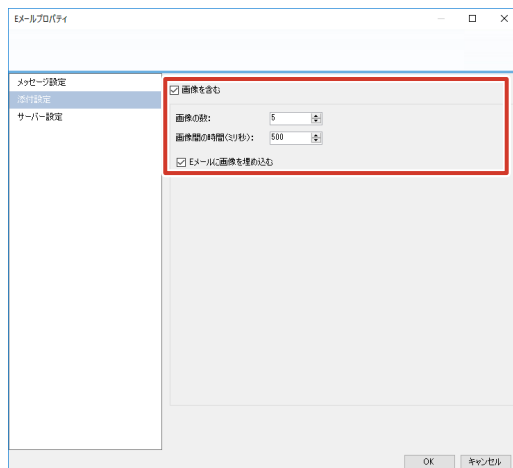 Eメールプロパティ
メッセージ設定
添付設定
サーバー設定
画像を含む
画像の数: 5
画像間の時間(ミリ秒): 500
Eメールに画像を埋め込む
OK キャンセル